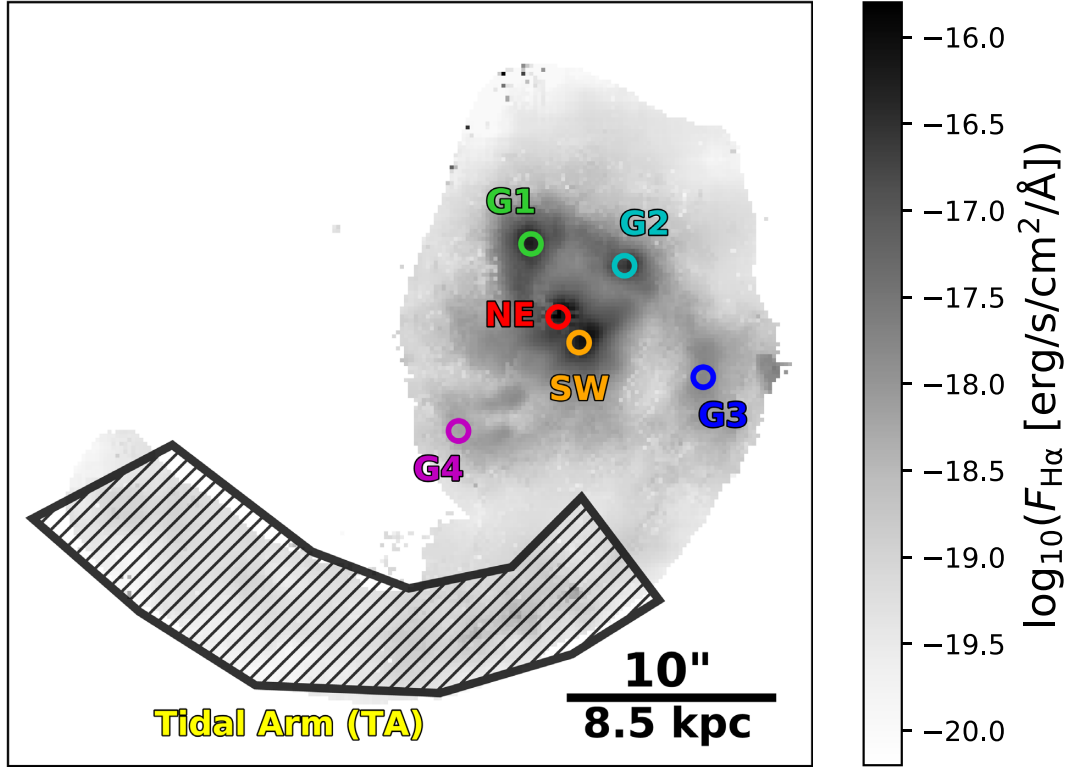 G1
G2
NE
SW
G3
G4
10"
8.5 kpc
Tidal Arm (TA)
−16.0
−16.5
−17.0
−17.5
−18.0
−18.5
−19.0
−19.5
−20.0
log₁₀(F_Hα [erg/s/cm²/Å])